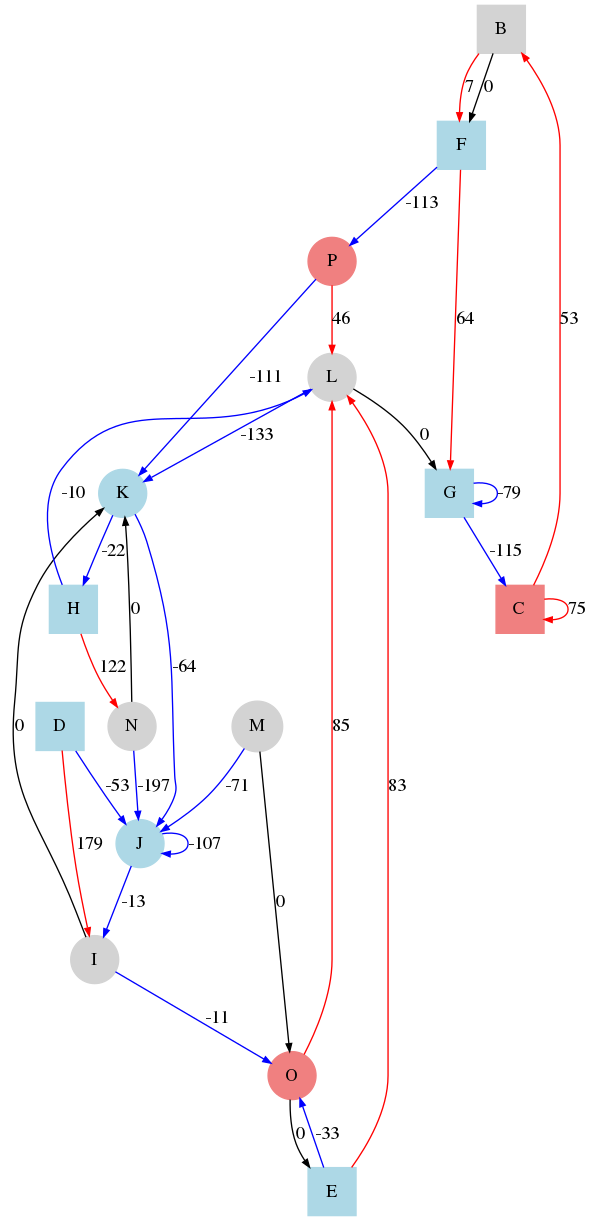 B
7 0
F
-113
P
46 64 53
-111
L
-133 0
-10 K G -79
-22 -115
H 0 C 75
122 -64
D N M
0 -53 -197 -71 85 83
179 J -107
-13 0
I
-11
O
0 -33
E